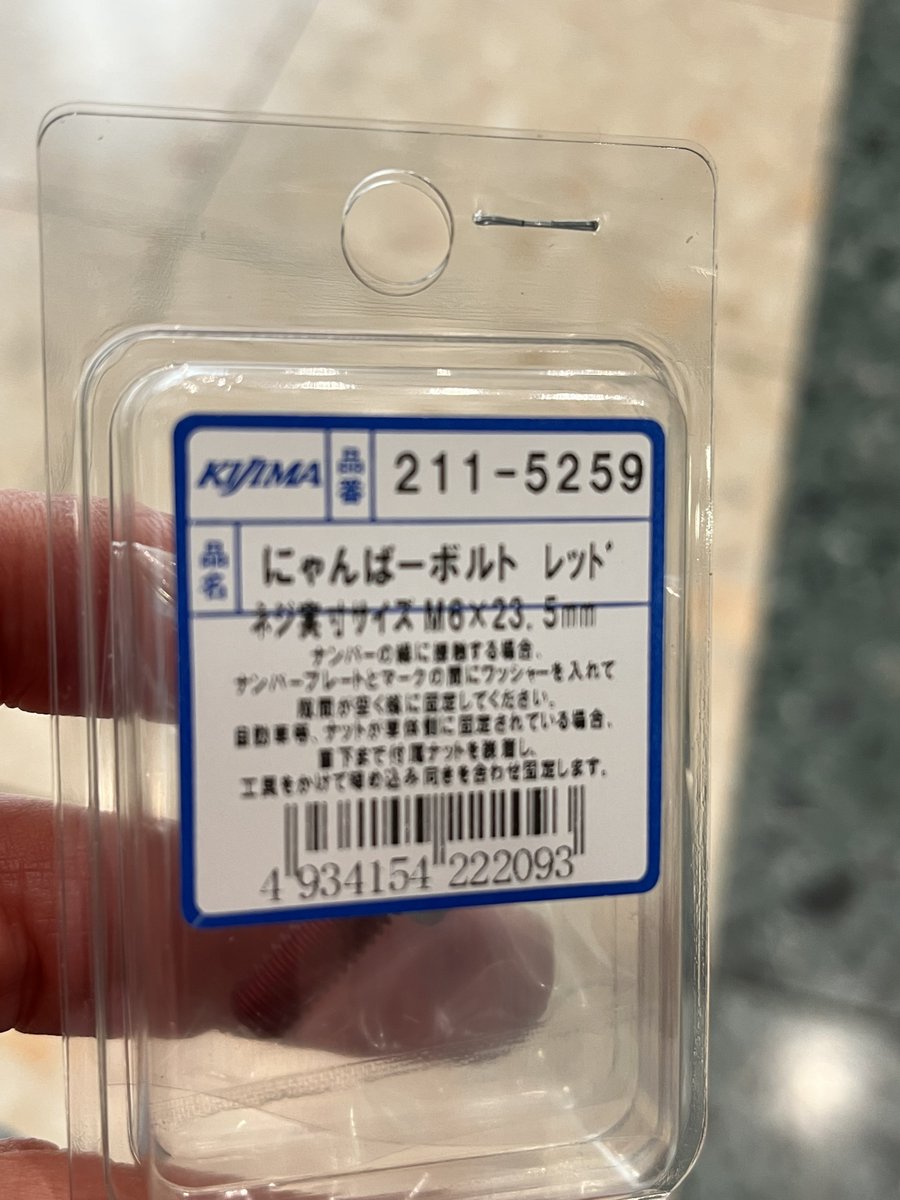 KIJIMA 品番 211-5259
品名 にゃんばーボルト レッド
ネジ実寸サイズM6×23.5mm
ナンバーの縁に接触する場合、
ナンバープレートとマークの間にワッシャーを入れて
隙間が空く様に固定してください。
自動車等、ナットが車体側に固定されている場合、
首下まで付属ナットを装着し、
工具をかけて締め込み向きを合わせ固定します。
4 934154 222093